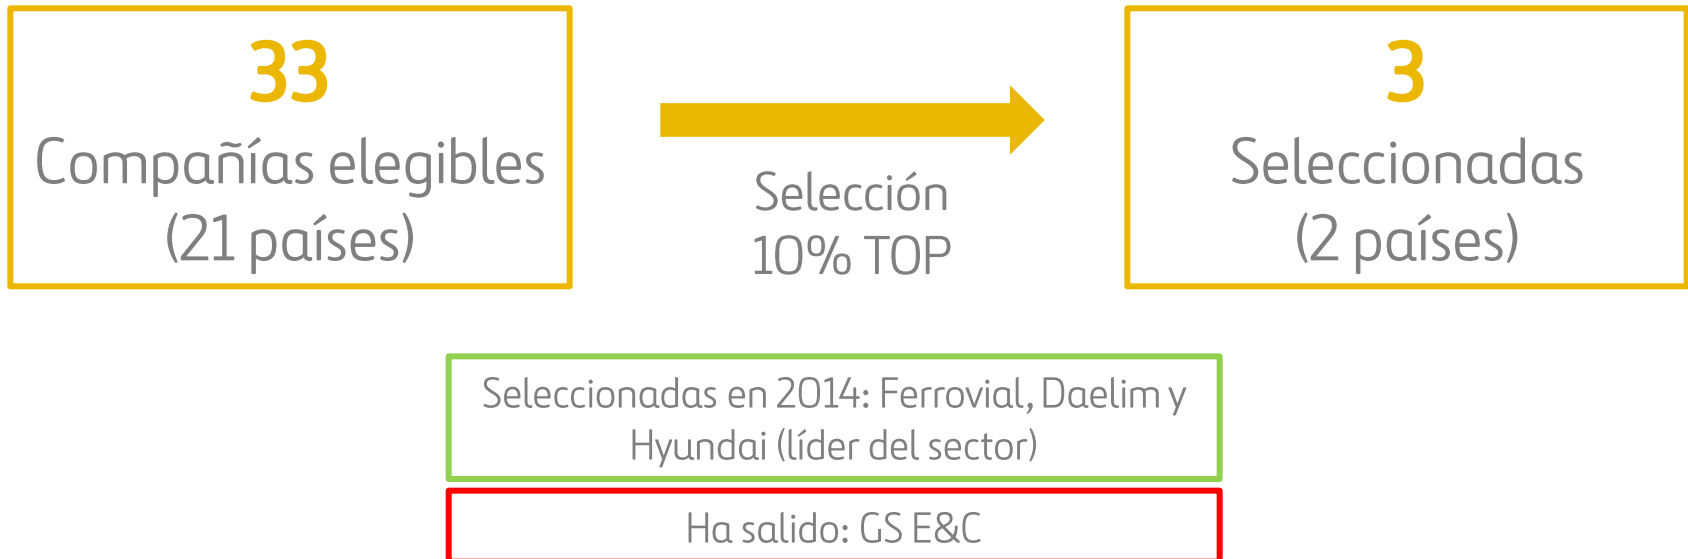 33
Compañías elegibles
(21 países)
Selección
10% TOP
3
Seleccionadas
(2 países)
Seleccionadas en 2014: Ferrovial, Daelim y
Hyundai (líder del sector)
Ha salido: GS E&C